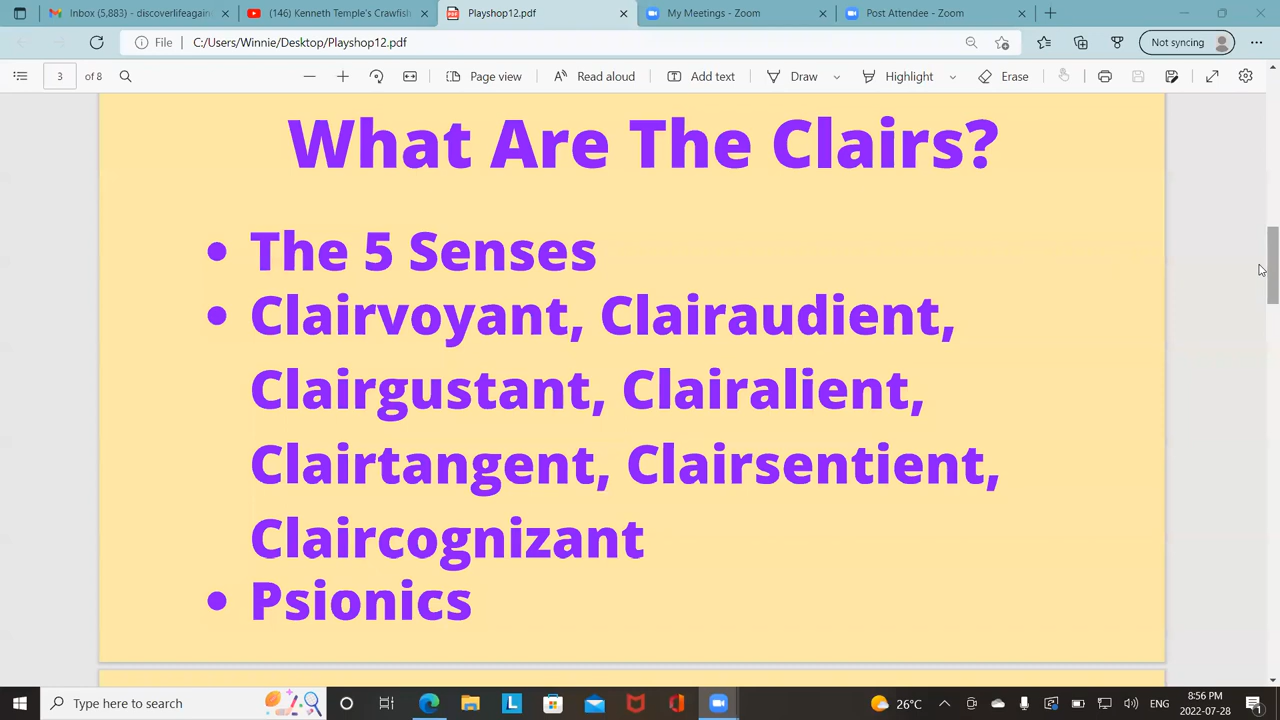 Inbox (5,883) - discoverlifeagain
(146) Kenneth Temple's Crawfish
Playshop12.pdf
My Meetings - Zoom
Post Attendee - Zoom
File
C:/Users/Winnie/Desktop/Playshop12.pdf
Not syncing
3 of 8
Page view
Read aloud
Add text
Draw
Highlight
Erase
What Are The Clairs?
• The 5 Senses
• Clairvoyant, Clairaudient,
Clairgustant, Clairalient,
Clairtangent, Clairsentient,
Claircognizant
• Psionics
Type here to search
L
26°C
ENG
8:56 PM
2022-07-28
1